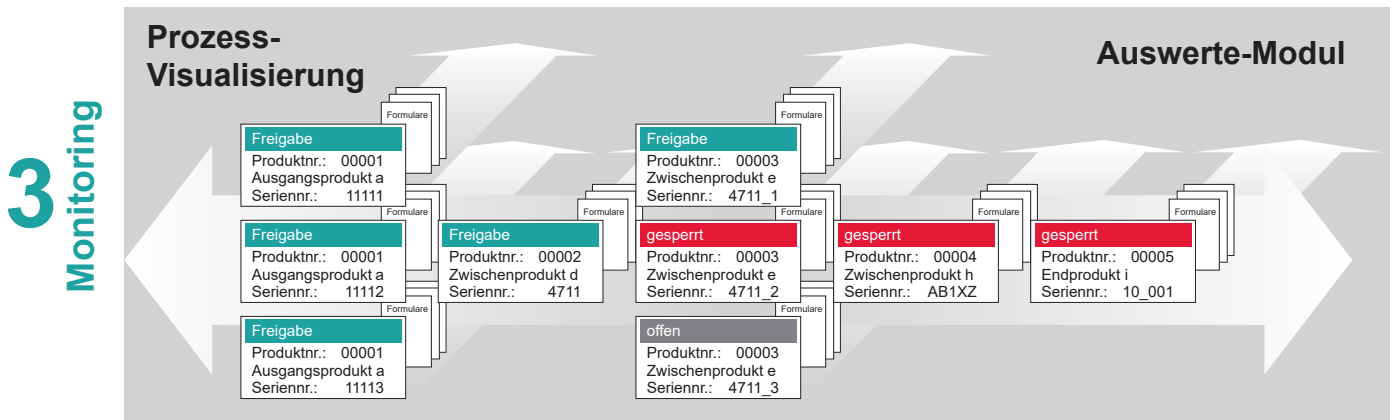 3
Monitoring
Prozess-
Visualisierung
Auswerte-Modul
Formulare
Freigabe
Produktnr.: 00001
Ausgangsprodukt a
Seriennr.: 11111
Formulare
Freigabe
Produktnr.: 00003
Zwischenprodukt e
Seriennr.: 4711_1
Formulare
Freigabe
Produktnr.: 00001
Ausgangsprodukt a
Seriennr.: 11112
Formulare
Freigabe
Produktnr.: 00002
Zwischenprodukt d
Seriennr.: 4711
Formulare
gesperrt
Produktnr.: 00003
Zwischenprodukt e
Seriennr.: 4711_2
Formulare
gesperrt
Produktnr.: 00004
Zwischenprodukt h
Seriennr.: AB1XZ
Formulare
gesperrt
Produktnr.: 00005
Endprodukt i
Seriennr.: 10_001
Formulare
Freigabe
Produktnr.: 00001
Ausgangsprodukt a
Seriennr.: 11113
Formulare
offen
Produktnr.: 00003
Zwischenprodukt e
Seriennr.: 4711_3